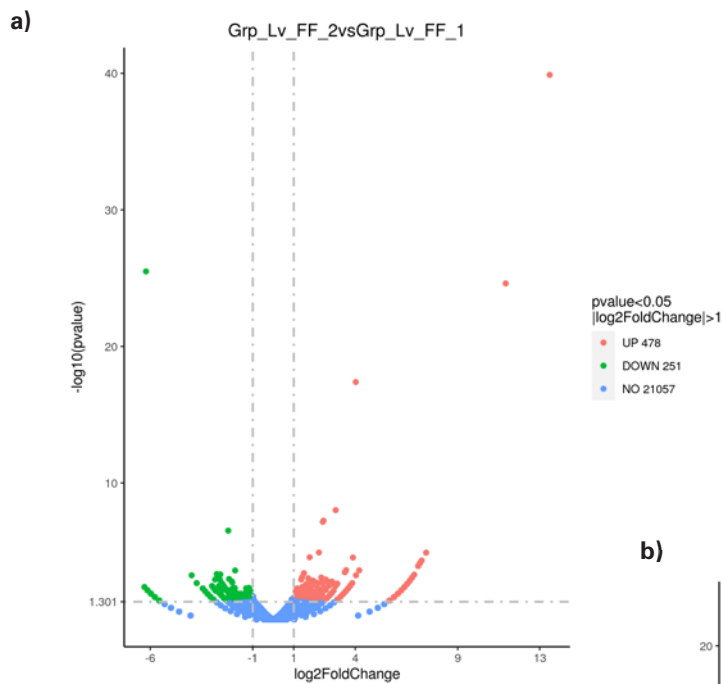 a)
Grp_Lv_FF_2vsGrp_Lv_FF_1
40
30
20
10
1.301
-log10(pvalue)
-6 -1 1 4 9 13
log2FoldChange
pvalue<0.05
|log2FoldChange|>1
UP 478
DOWN 251
NO 21057
b)
20